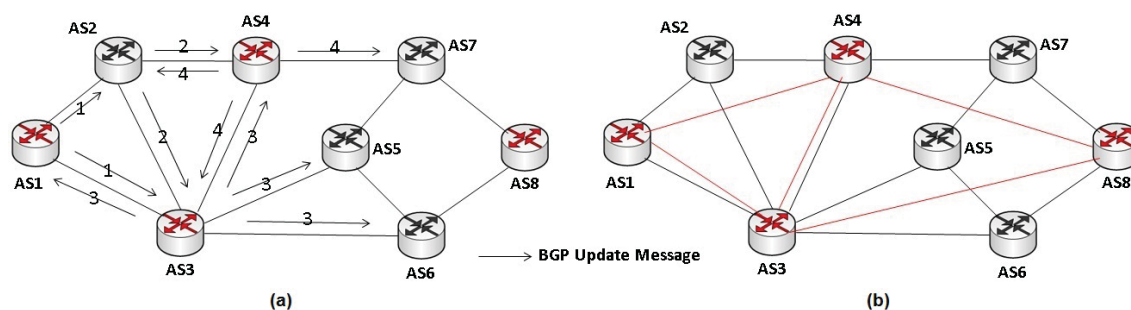 AS2
AS4
AS7
2
4
4
1
2
4
3
AS5
1
3
3
AS1
AS8
3
AS3
AS6
BGP Update Message
(a)
AS2
AS4
AS7
AS5
AS1
AS8
AS3
AS6
(b)